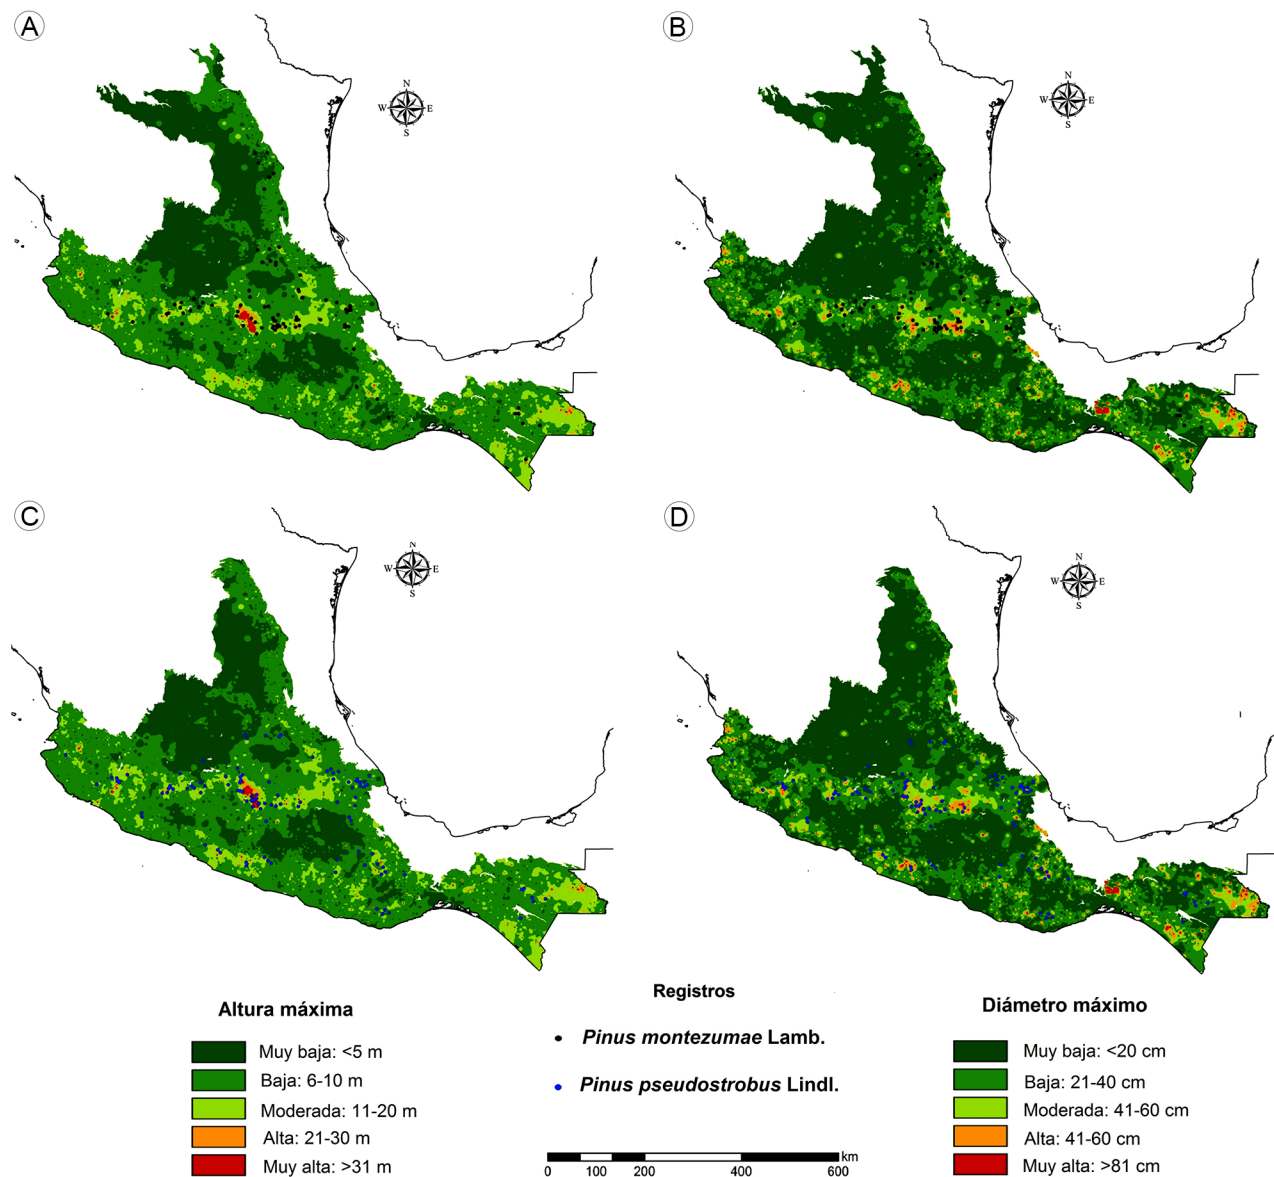 A
N
W E
S
B
N
W E
S
C
N
W E
S
D
N
W E
S
Altura máxima
Muy baja: <5 m
Baja: 6-10 m
Moderada: 11-20 m
Alta: 21-30 m
Muy alta: >31 m
Registros
Pinus montezumae Lamb.
Pinus pseudostrobus Lindl.
km
0 100 200 400 600
Diámetro máximo
Muy baja: <20 cm
Baja: 21-40 cm
Moderada: 41-60 cm
Alta: 41-60 cm
Muy alta: >81 cm